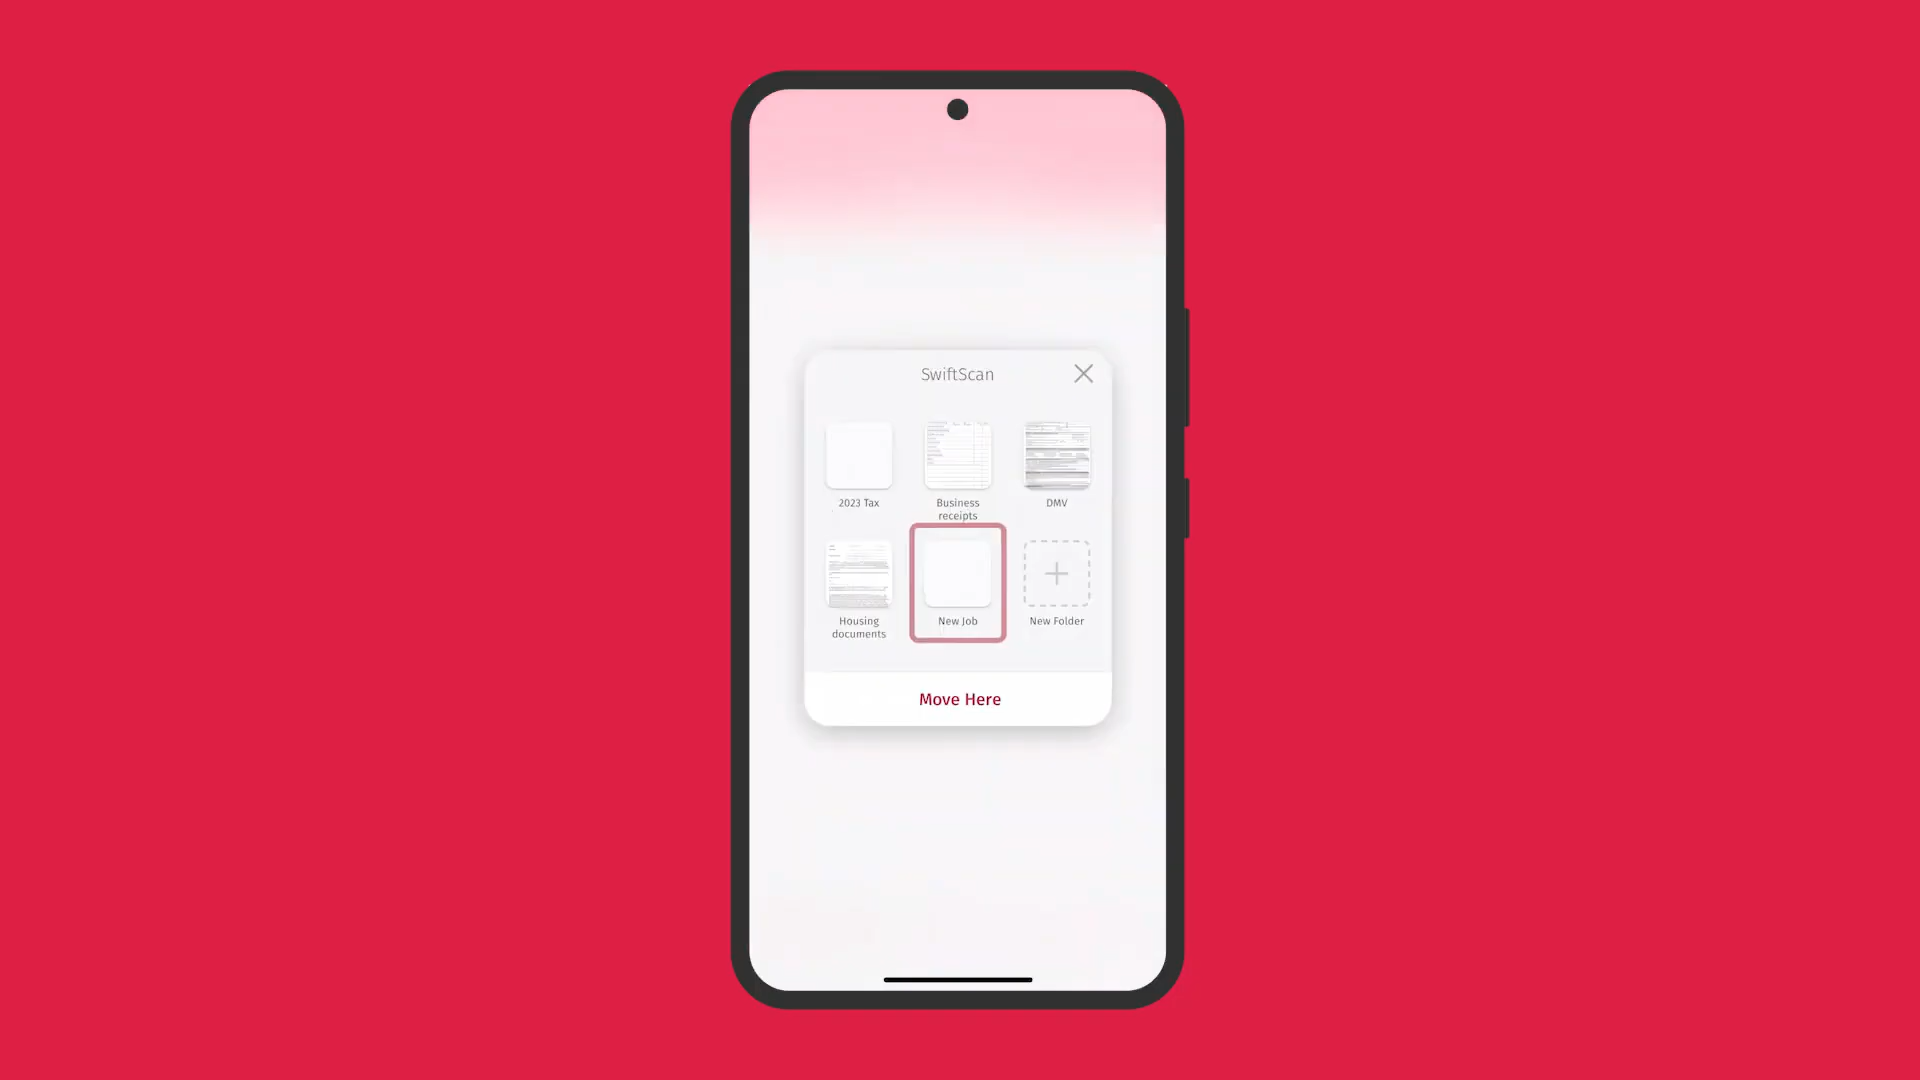 SwiftScan
2023 Tax
Business
receipts
DMV
Housing
documents
New Job
New Folder
Move Here